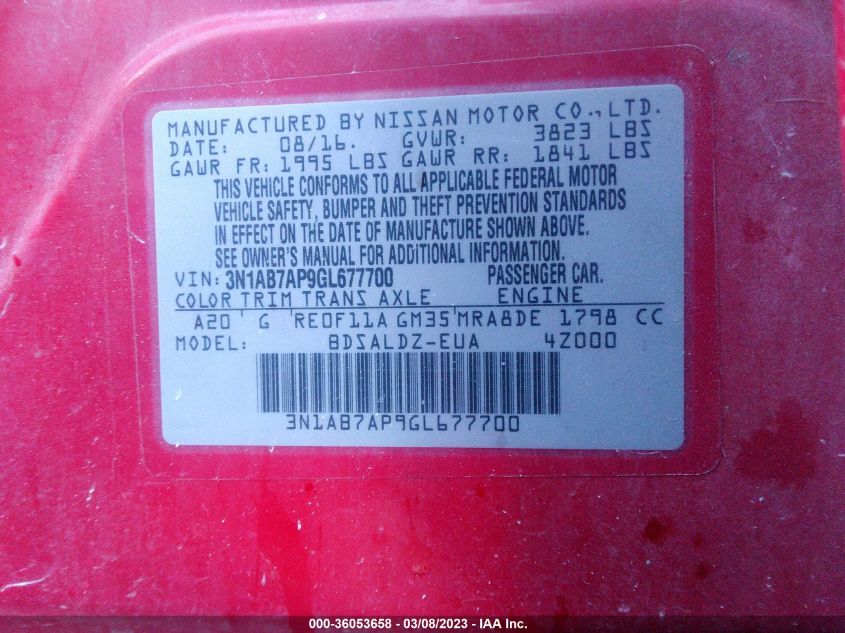 MANUFACTURED BY NISSAN MOTOR CO., LTD.
DATE: 08/16. GVWR: 3823 LBS
GAWR FR: 1995 LBS GAWR RR: 1841 LBS
THIS VEHICLE CONFORMS TO ALL APPLICABLE FEDERAL MOTOR
VEHICLE SAFETY, BUMPER AND THEFT PREVENTION STANDARDS
IN EFFECT ON THE DATE OF MANUFACTURE SHOWN ABOVE.
SEE OWNER'S MANUAL FOR ADDITIONAL INFORMATION.
VIN: 3N1AB7AP9GL677700 PASSENGER CAR.
COLOR TRIM TRANS AXLE ENGINE
A20 G RE0F11A GM35 MRA8DE 1798 CC
MODEL: BDSALDZ-EUA 4Z000
3N1AB7AP9GL677700
000-36053658 - 03/08/2023 - IAA Inc.